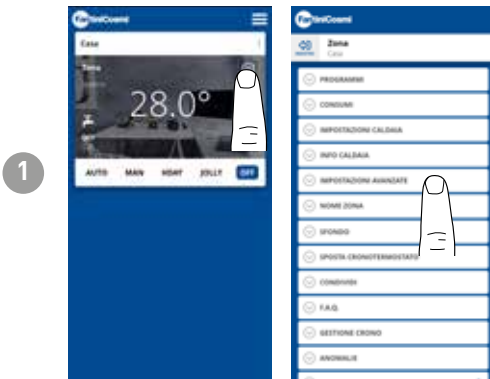 1
FantiniCosmi
Casa
Zona
28.0°
AUTO MAN HDAY JOLLY OFF
FantiniCosmi
Zona
Casa
PROGRAMMI
CONSUMI
IMPOSTAZIONI CALDAIA
INFO CALDAIA
IMPOSTAZIONI AVANZATE
NOME ZONA
SFONDO
SPOSTA CRONOTERMOSTATO
CONDIVIDI
F.A.Q.
GESTIONE CRONO
ANOMALIE